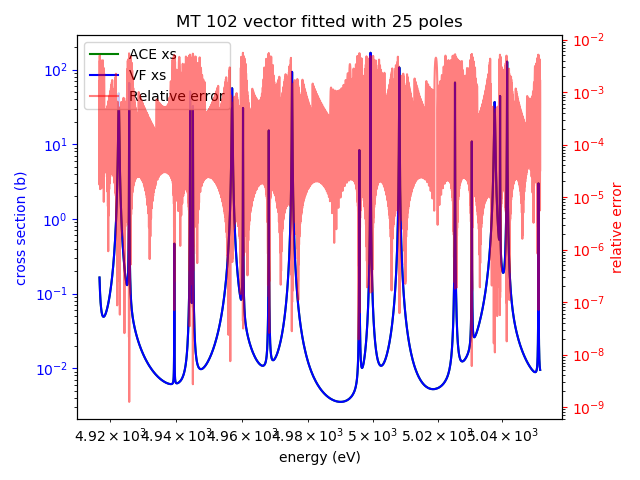 MT 102 vector fitted with 25 poles
ACE xs
VF xs
Relative error
cross section (b)
10²
10¹
10⁰
10⁻¹
10⁻²
relative error
10⁻²
10⁻³
10⁻⁴
10⁻⁵
10⁻⁶
10⁻⁷
10⁻⁸
10⁻⁹
4.92 × 10³ 4.94 × 10³ 4.96 × 10³ 4.98 × 10³ 5 × 10³ 5.02 × 10³ 5.04 × 10³
energy (eV)